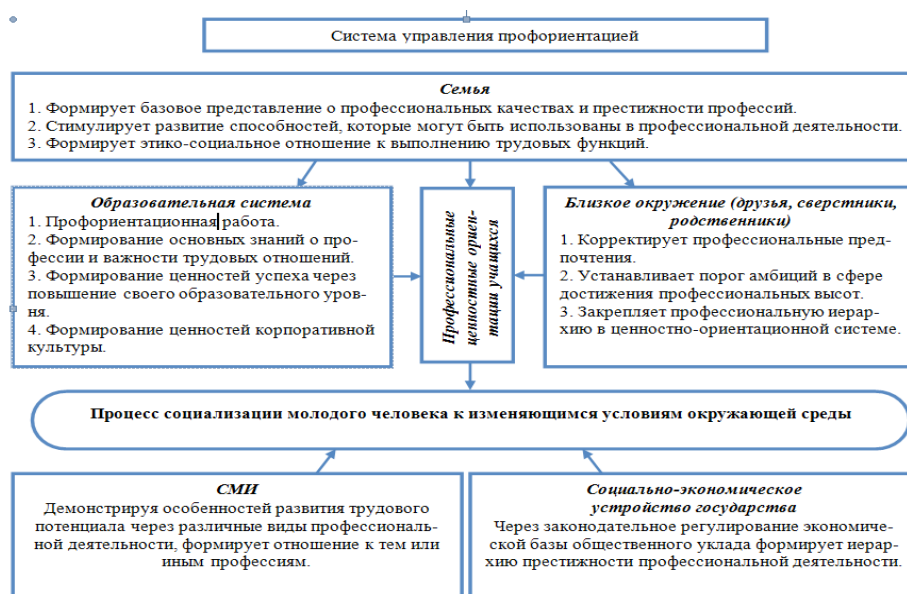 Система управления профориентацией
Семья
1. Формирует базовое представление о профессиональных качествах и престижности профессий.
2. Стимулирует развитие способностей, которые могут быть использованы в профессиональной деятельности.
3. Формирует этико-социальное отношение к выполнению трудовых функций.
Образовательная система
1. Профориентационная работа.
2. Формирование основных знаний о про-
фессии и важности трудовых отношений.
3. Формирование ценностей успеха через
повышение своего образовательного уров-
ня.
4. Формирование ценностей корпоративной
культуры.
Профессиональные
ценностные ориен-
тации учащихся
Близкое окружение (друзья, сверстники,
родственники)
1. Корректирует профессиональные пред-
почтения.
2. Устанавливает порог амбиций в сфере
достижения профессиональных высот.
3. Закрепляет профессиональную иерар-
хию в ценностно-ориентационной системе.
Процесс социализации молодого человека к изменяющимся условиям окружающей среды
СМИ
Демонстрируя особенностей развития трудового
потенциала через различные виды профессиональ-
ной деятельности, формирует отношение к тем или
иным профессиям.
Социально-экономическое
устройство государства
Через законодательное регулирование экономиче-
ской базы общественного уклада формирует иерар-
хию престижности профессиональной деятельности.